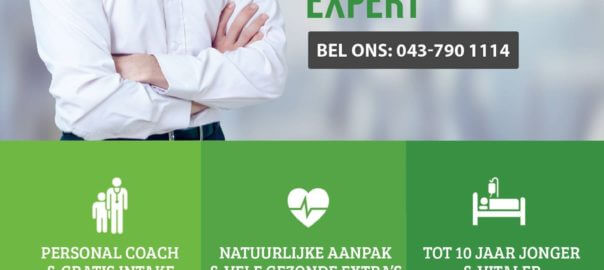 EXPERT
BEL ONS: 043-790 1114
PERSONAL COACH
& GRATIS INTAKE
NATUURLIJKE AANPAK
& VELE GEZONDE EXTRA'S
TOT 10 JAAR JONGER
& VITALER